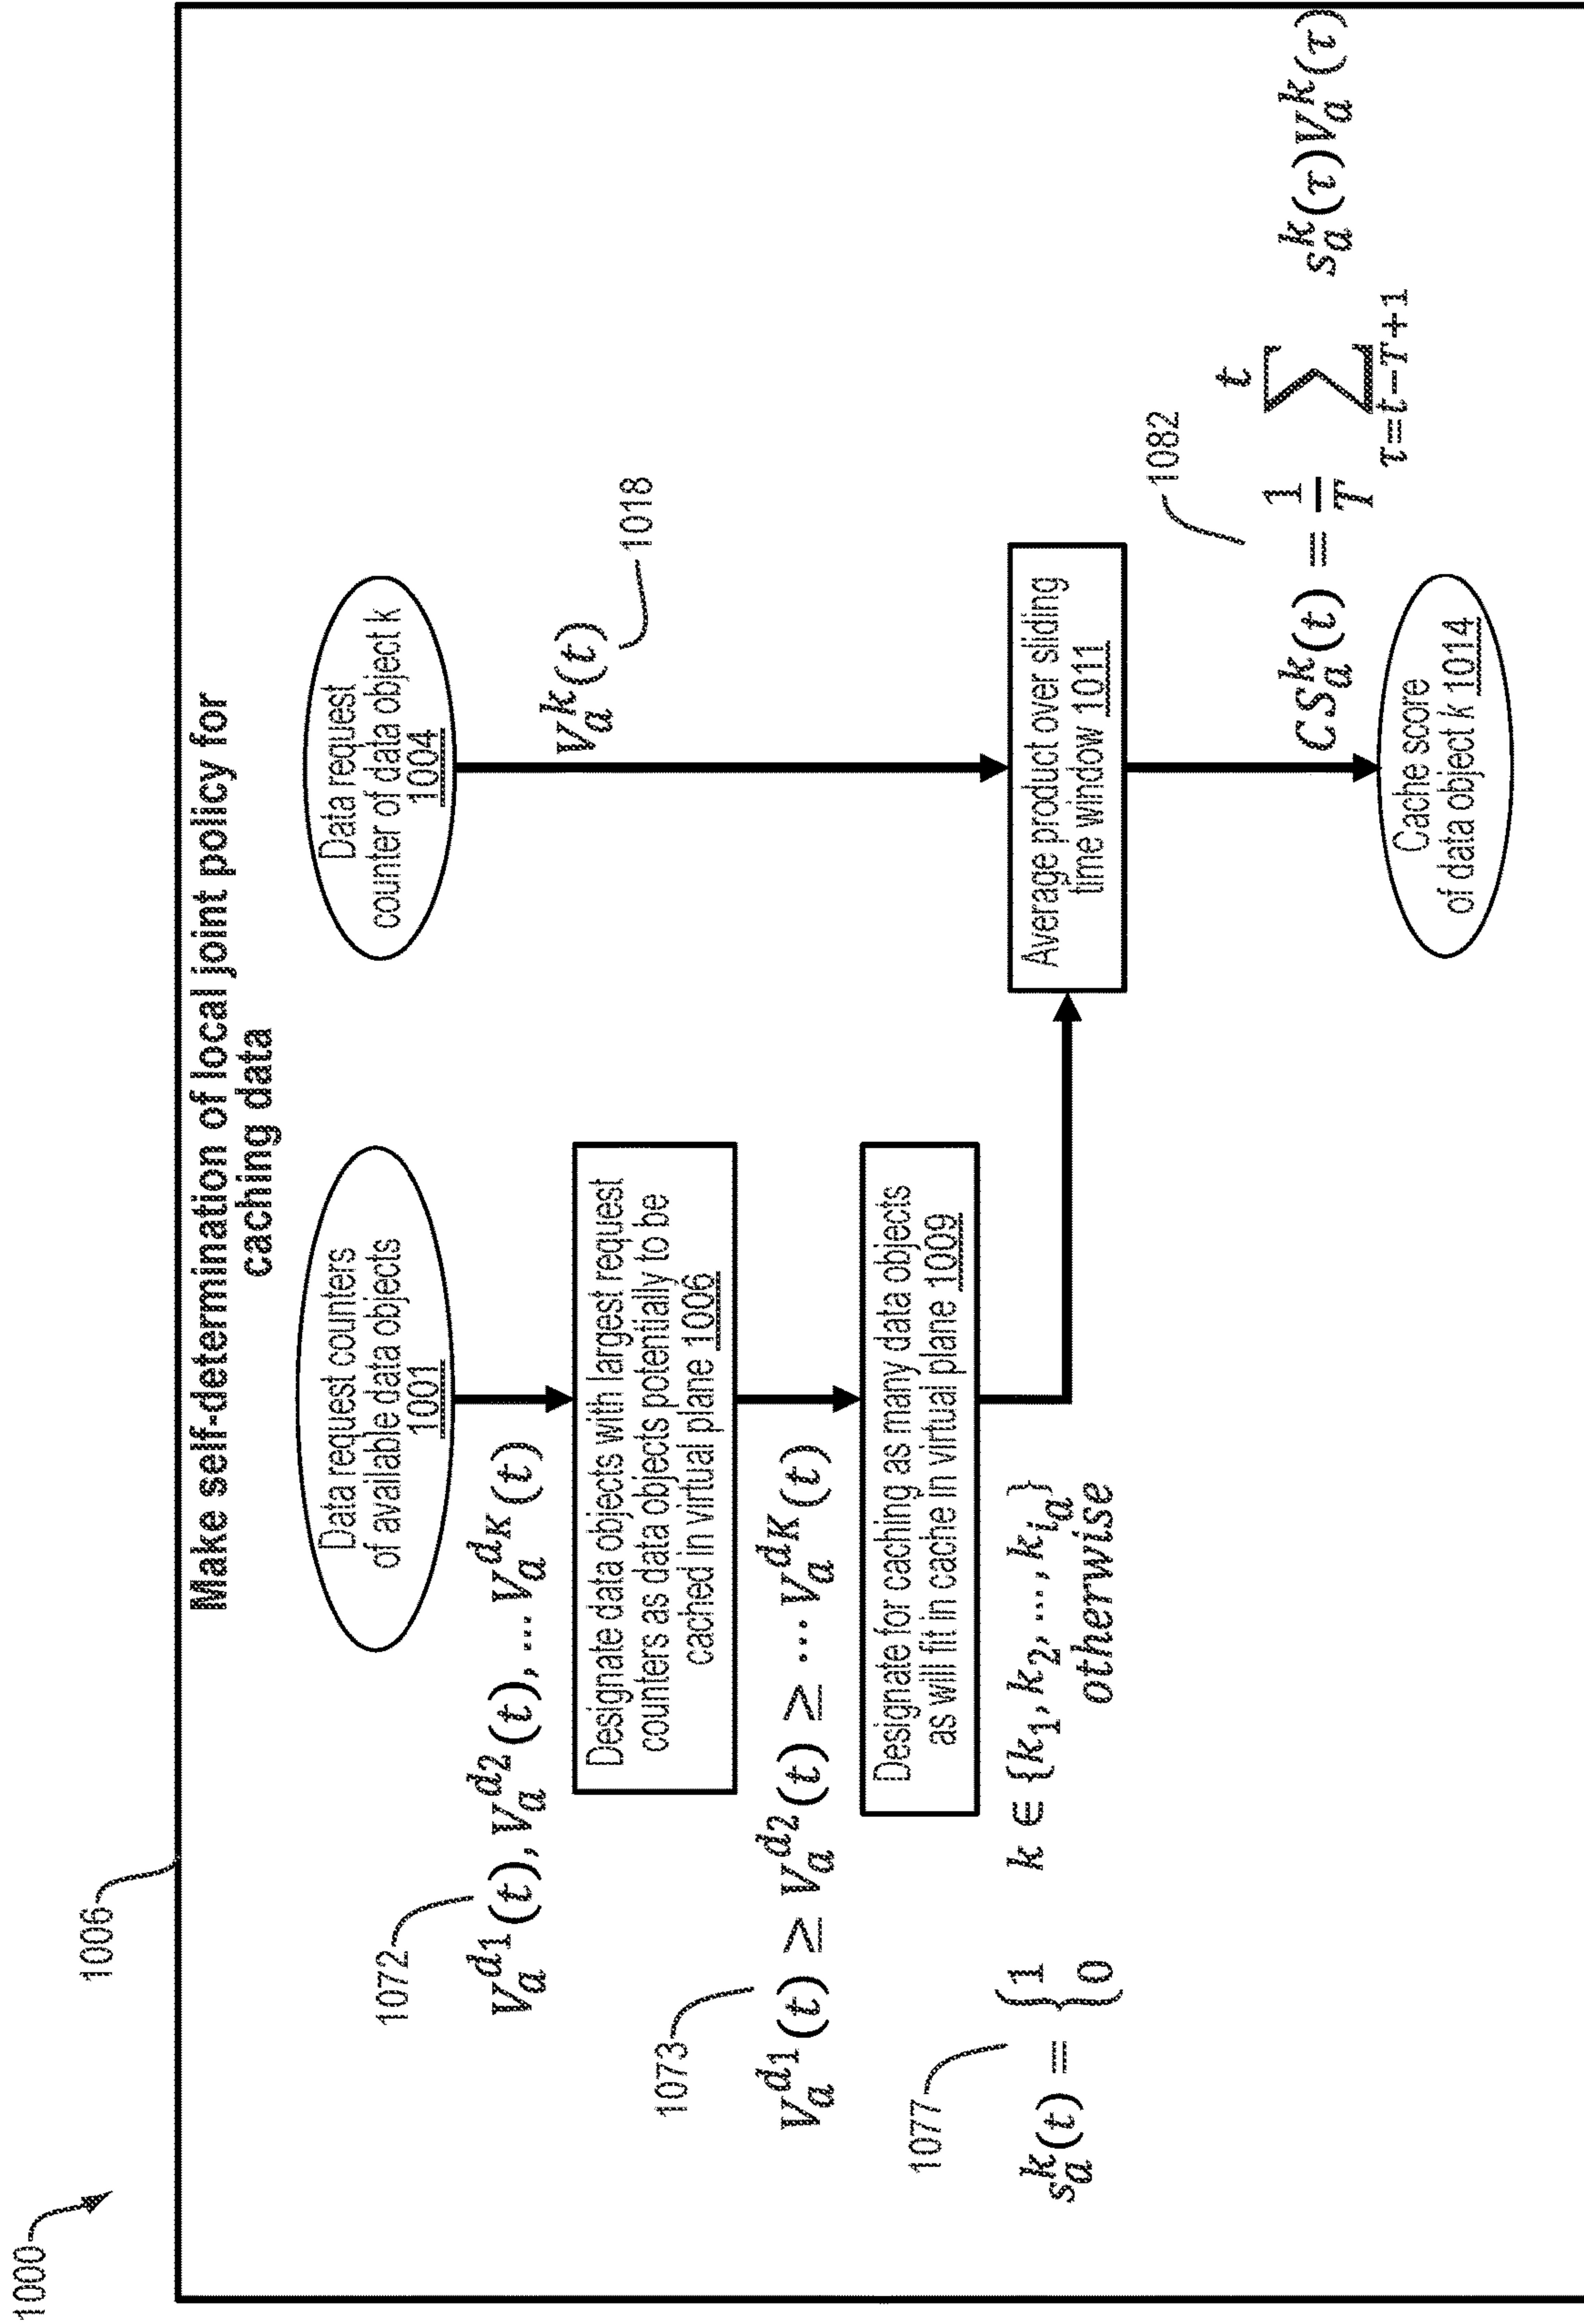 1000
1006
Make self-determination of local joint policy for
caching data
Data request counters
of available data objects
1001
Data request
counter of data object k
1004
1072
V_a^{d_1}(t), V_a^{d_2}(t), ... V_a^{d_K}(t)
V_a^k(t)
1018
Designate data objects with largest request
counters as data objects potentially to be
cached in virtual plane 1006
1073
V_a^{d_1}(t) ≥ V_a^{d_2}(t) ≥ ... V_a^{d_K}(t)
Designate for caching as many data objects
as will fit in cache in virtual plane 1009
1077
s_a^k(t) = { 1 k ∈ {k_1, k_2, ..., k_{i_a}}
0 otherwise
Average product over sliding
time window 1011
1082
CS_a^k(t) = \frac{1}{T} \sum_{τ=t-T+1}^{t} s_a^k(τ)V_a^k(τ)
Cache score
of data object k 1014